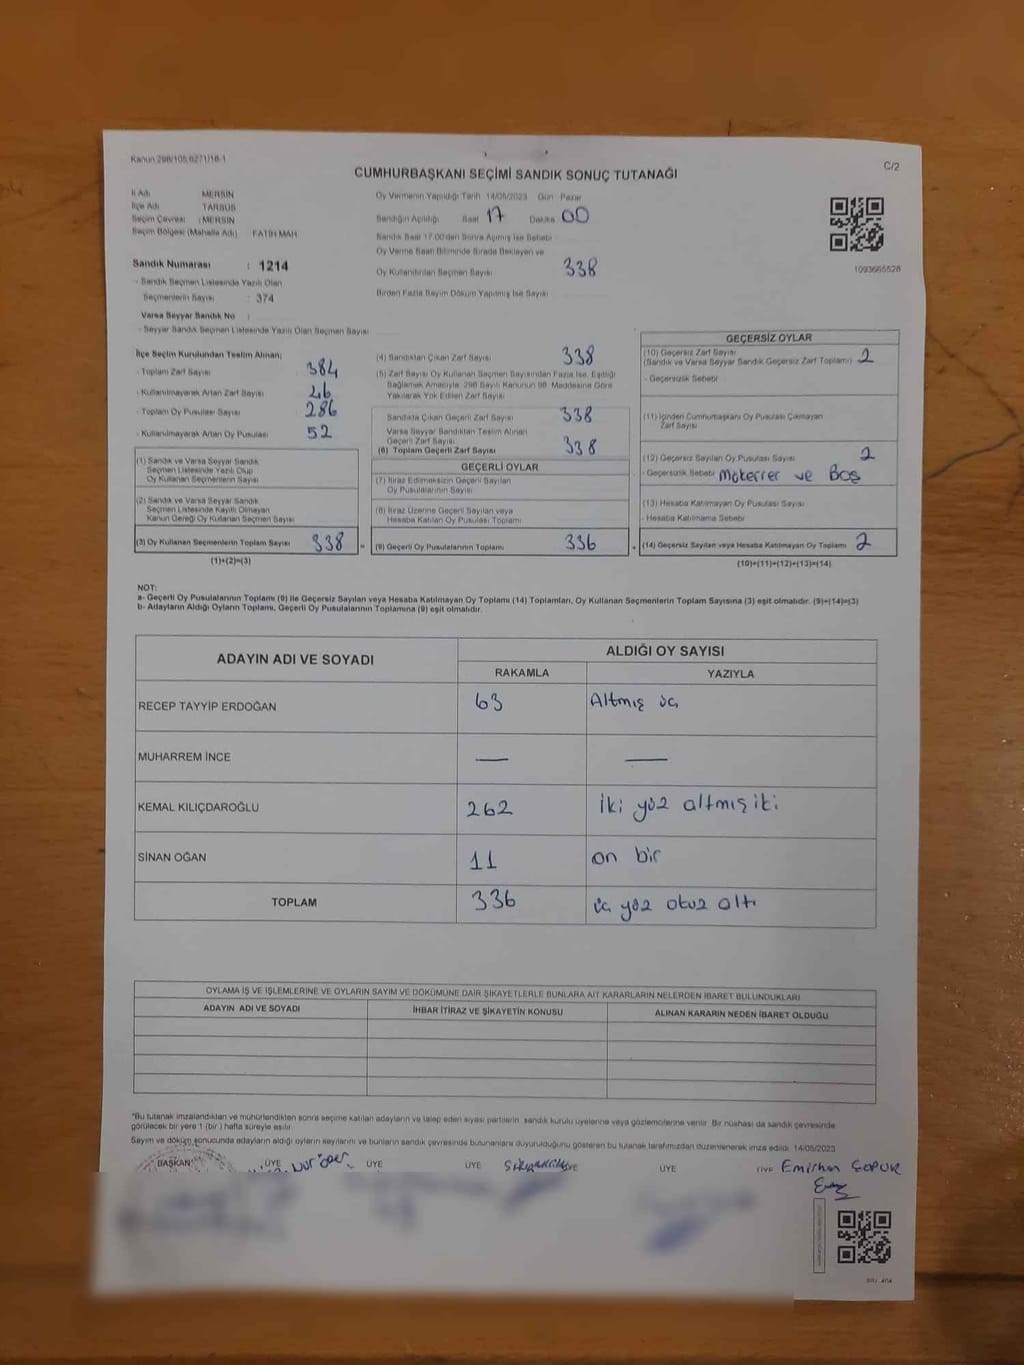 Kanun 298/105,6271/18-1
C/2
CUMHURBAŞKANI SEÇİMİ SANDIK SONUÇ TUTANAĞI
İl Adı MERSİN
İlçe Adı TARSUS
Seçim Çevresi : MERSİN
Seçim Bölgesi (Mahalle Adı) FATİH MAH.
Sandık Numarası : 1214
- Sandık Seçmen Listesinde Yazılı Olan
Seçmenlerin Sayısı : 374
Varsa Seyyar Sandık No :
- Seyyar Sandık Seçmen Listesinde Yazılı Olan Seçmen Sayısı
Oy Vermenin Yapıldığı Tarih 14/05/2023 Gün Pazar
Sandığın Açıldığı Saat 17 Dakika 00
Sandık Saat 17.00'den Sonra Açılmış İse Sebebi
Oy Verme Saati Bitiminde Sırada Bekleyen ve
Oy Kullandırılan Seçmen Sayısı 338
Birden Fazla Sayım Döküm Yapılmış İse Sayısı
1093665528
İlçe Seçim Kurulundan Teslim Alınan;
- Toplam Zarf Sayısı 384
- Kullanılmayarak Artan Zarf Sayısı 46
- Toplam Oy Pusulası Sayısı 286
- Kullanılmayarak Artan Oy Pusulası 52
(1) Sandık ve Varsa Seyyar Sandık
Seçmen Listesinde Yazılı Olup
Oy Kullanan Seçmenlerin Sayısı
(2) Sandık ve Varsa Seyyar Sandık
Seçmen Listesinde Kayıtlı Olmayan
Kanun Gereği Oy Kullanan Seçmen Sayısı
(3) Oy Kullanan Seçmenlerin Toplam Sayısı 338
(1)+(2)=(3)
(4) Sandıktan Çıkan Zarf Sayısı 338
(5) Zarf Sayısı Oy Kullanan Seçmen Sayısından Fazla İse, Eşitliği
Sağlamak Amacıyla 298 Sayılı Kanunun 98. Maddesine Göre
Yakılarak Yok Edilen Zarf Sayısı
Sandıkta Çıkan Geçerli Zarf Sayısı 338
Varsa Seyyar Sandıktan Teslim Alınan
Geçerli Zarf Sayısı
(6) Toplam Geçerli Zarf Sayısı 338
GEÇERLİ OYLAR
(7) İtiraz Edilmeksizin Geçerli Sayılan
Oy Pusulalarının Sayısı
(8) İtiraz Üzerine Geçerli Sayılan veya
Hesaba Katılan Oy Pusulası Toplamı
= (9) Geçerli Oy Pusulalarının Toplamı 336
GEÇERSİZ OYLAR
(10) Geçersiz Zarf Sayısı
(Sandık ve Varsa Seyyar Sandık Geçersiz Zarf Toplamı) 2
- Geçersizlik Sebebi
(11) İçinden Cumhurbaşkanı Oy Pusulası Çıkmayan
Zarf Sayısı
(12) Geçersiz Sayılan Oy Pusulası Sayısı 2
- Geçersizlik Sebebi Mükerrer ve Boş
(13) Hesaba Katılmayan Oy Pusulası Sayısı
- Hesaba Katılmama Sebebi
+ (14) Geçersiz Sayılan veya Hesaba Katılmayan Oy Toplamı 2
(10)+(11)+(12)+(13)=(14)
NOT:
a- Geçerli Oy Pusulalarının Toplamı (9) ile Geçersiz Sayılan veya Hesaba Katılmayan Oy Toplamı (14) Toplamları, Oy Kullanan Seçmenlerin Toplam Sayısına (3) eşit olmalıdır. (9)+(14)=(3)
b- Adayların Aldığı Oyların Toplamı, Geçerli Oy Pusulalarının Toplamına (9) eşit olmalıdır.
ADAYIN ADI VE SOYADI
ALDIĞI OY SAYISI
RAKAMLA YAZIYLA
RECEP TAYYİP ERDOĞAN 63 Altmış üç
MUHARREM İNCE — —
KEMAL KILIÇDAROĞLU 262 iki yüz altmış iki
SİNAN OĞAN 11 on bir
TOPLAM 336 üç yüz otuz altı
OYLAMA İŞ VE İŞLEMLERİNE VE OYLARIN SAYIM VE DÖKÜMÜNE DAİR ŞİKAYETLERLE BUNLARA AİT KARARLARIN NELERDEN İBARET BULUNDUKLARI
ADAYIN ADI VE SOYADI İHBAR İTİRAZ VE ŞİKAYETİN KONUSU ALINAN KARARIN NEDEN İBARET OLDUĞU
*Bu tutanak imzalandıktan ve mühürlendikten sonra seçime katılan adayların ve talep eden siyasi partilerin sandık kurulu üyelerine veya gözlemcilerine verilir. Bir nüshası da sandık çevresinde
görülecek bir yere 1 (bir) hafta süreyle asılır.
Sayım ve döküm sonucunda adayların aldığı oyların sayılarını ve bunların sandık çevresinde bulunanlara duyurulduğunu gösteren bu tutanak tarafımızdan düzenlenerek imza edildi. 14/05/2023
BAŞKAN ÜYE ÜYE ÜYE ÜYE ÜYE Emirhan ÇOPUR